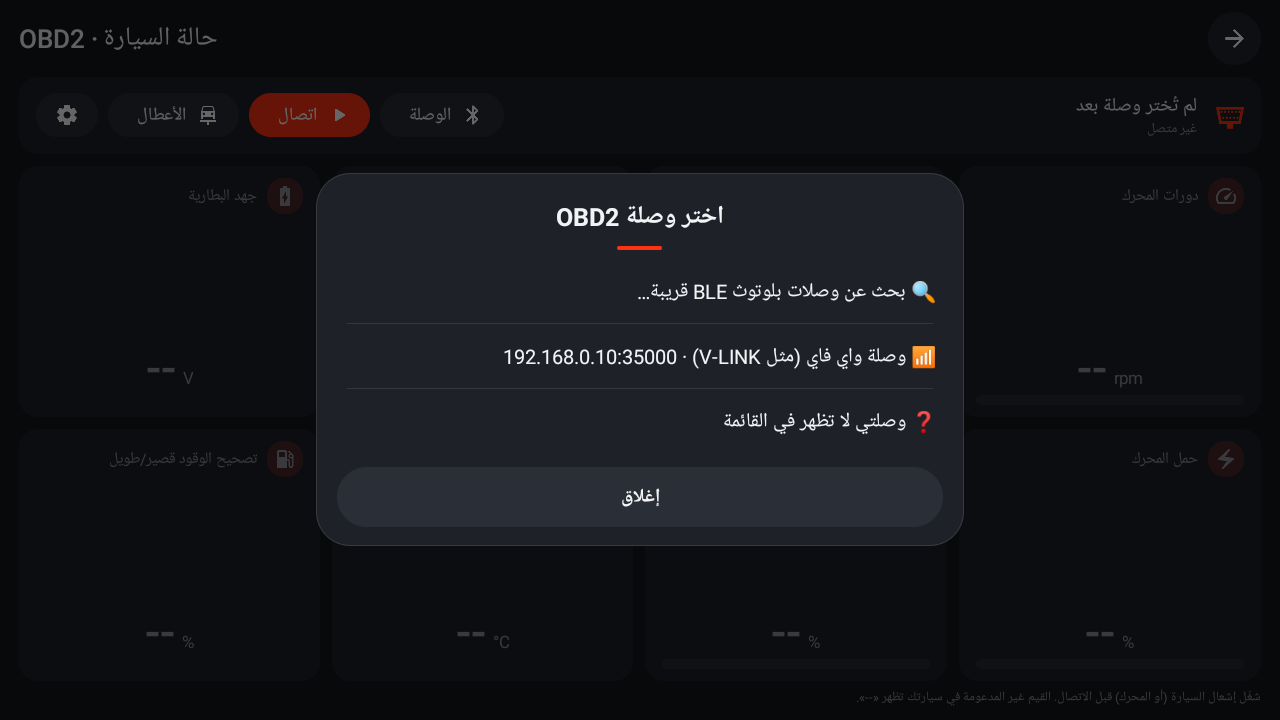 حالة السيارة · OBD2
لم تُختر وصلة بعد
غير متصل
الوصلة
اتصال
الأعطال
دورات المحرك
جهد البطارية
اختر وصلة OBD2
🔍 بحث عن وصلات بلوتوث BLE قريبة...
📶 وصلة واي فاي (مثل V-LINK) · 192.168.0.10:35000
❓ وصلتي لا تظهر في القائمة
إغلاق
-- rpm
-- V
حمل المحرك
تصحيح الوقود قصير/طويل
-- %
-- %
-- °C
-- %
شغّل إشعال السيارة (أو المحرك) قبل الاتصال. القيم غير المدعومة في سيارتك تظهر «--».